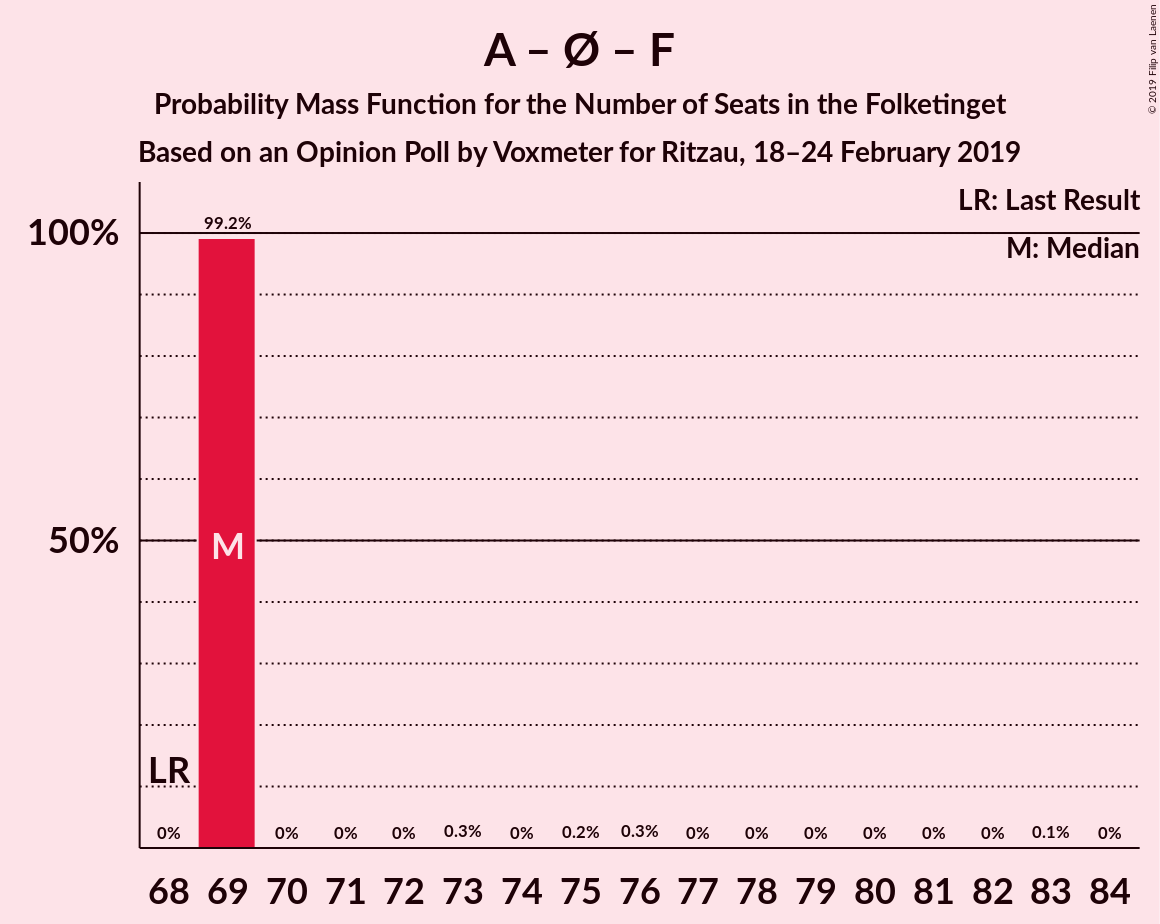 A – Ø – F
Probability Mass Function for the Number of Seats in the Folketinget
Based on an Opinion Poll by Voxmeter for Ritzau, 18–24 February 2019
© 2019 Filip van Laenen
LR: Last Result
M: Median
99.2%
100%
50%
M
LR
0% 0% 0% 0% 0.3% 0% 0.2% 0.3% 0% 0% 0% 0% 0% 0% 0.1% 0%
68 69 70 71 72 73 74 75 76 77 78 79 80 81 82 83 84